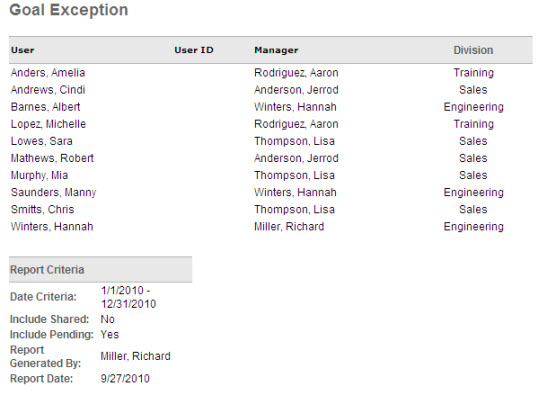 Goal Exception
User User ID Manager Division
Anders, Amelia Rodriguez, Aaron Training
Andrews, Cindi Anderson, Jerrod Sales
Barnes, Albert Winters, Hannah Engineering
Lopez, Michelle Rodriguez, Aaron Training
Lowes, Sara Thompson, Lisa Sales
Mathews, Robert Anderson, Jerrod Sales
Murphy, Mia Thompson, Lisa Sales
Saunders, Manny Winters, Hannah Engineering
Smitts, Chris Thompson, Lisa Sales
Winters, Hannah Miller, Richard Engineering
Report Criteria
Date Criteria: 1/1/2010 -
12/31/2010
Include Shared: No
Include Pending: Yes
Report
Generated By: Miller, Richard
Report Date: 9/27/2010